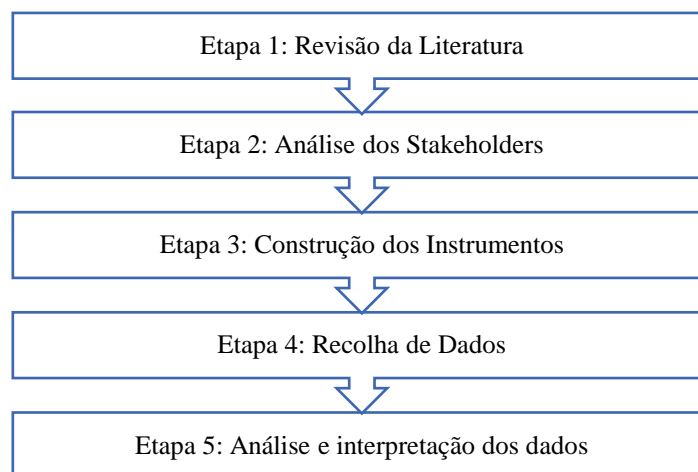 Etapa 1: Revisão da Literatura
Etapa 2: Análise dos Stakeholders
Etapa 3: Construção dos Instrumentos
Etapa 4: Recolha de Dados
Etapa 5: Análise e interpretação dos dados